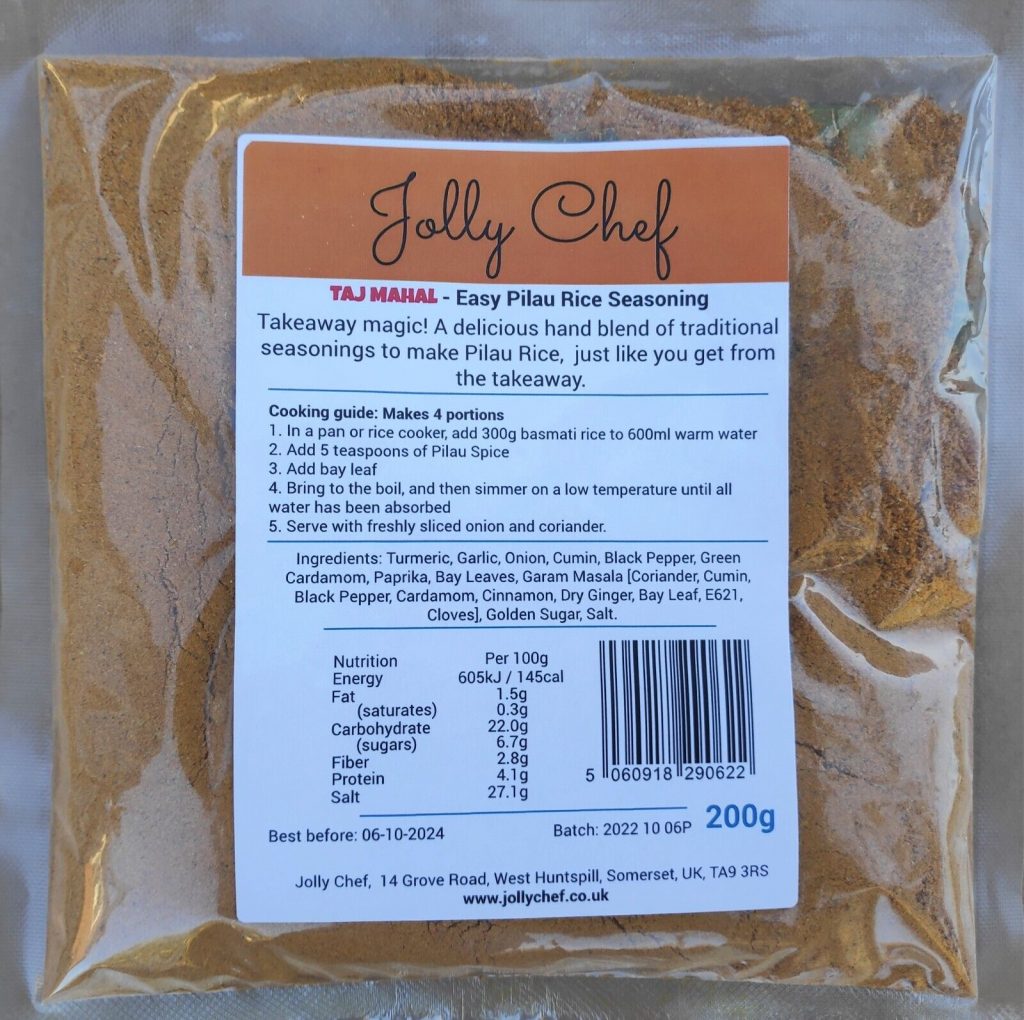 Jolly Chef
TAJ MAHAL - Easy Pilau Rice Seasoning
Takeaway magic! A delicious hand blend of traditional
seasonings to make Pilau Rice, just like you get from
the takeaway.
Cooking guide: Makes 4 portions
1. In a pan or rice cooker, add 300g basmati rice to 600ml warm water
2. Add 5 teaspoons of Pilau Spice
3. Add bay leaf
4. Bring to the boil, and then simmer on a low temperature until all
water has been absorbed
5. Serve with freshly sliced onion and coriander.
Ingredients: Turmeric, Garlic, Onion, Cumin, Black Pepper, Green
Cardamom, Paprika, Bay Leaves, Garam Masala [Coriander, Cumin,
Black Pepper, Cardamom, Cinnamon, Dry Ginger, Bay Leaf, E621,
Cloves], Golden Sugar, Salt.
Nutrition Per 100g
Energy 605kJ / 145cal
Fat 1.5g
(saturates) 0.3g
Carbohydrate 22.0g
(sugars) 6.7g
Fiber 2.8g
Protein 4.1g
Salt 27.1g
5 060918 290622
Best before: 06-10-2024 Batch: 2022 10 06P 200g
Jolly Chef, 14 Grove Road, West Huntspill, Somerset, UK, TA9 3RS
www.jollychef.co.uk